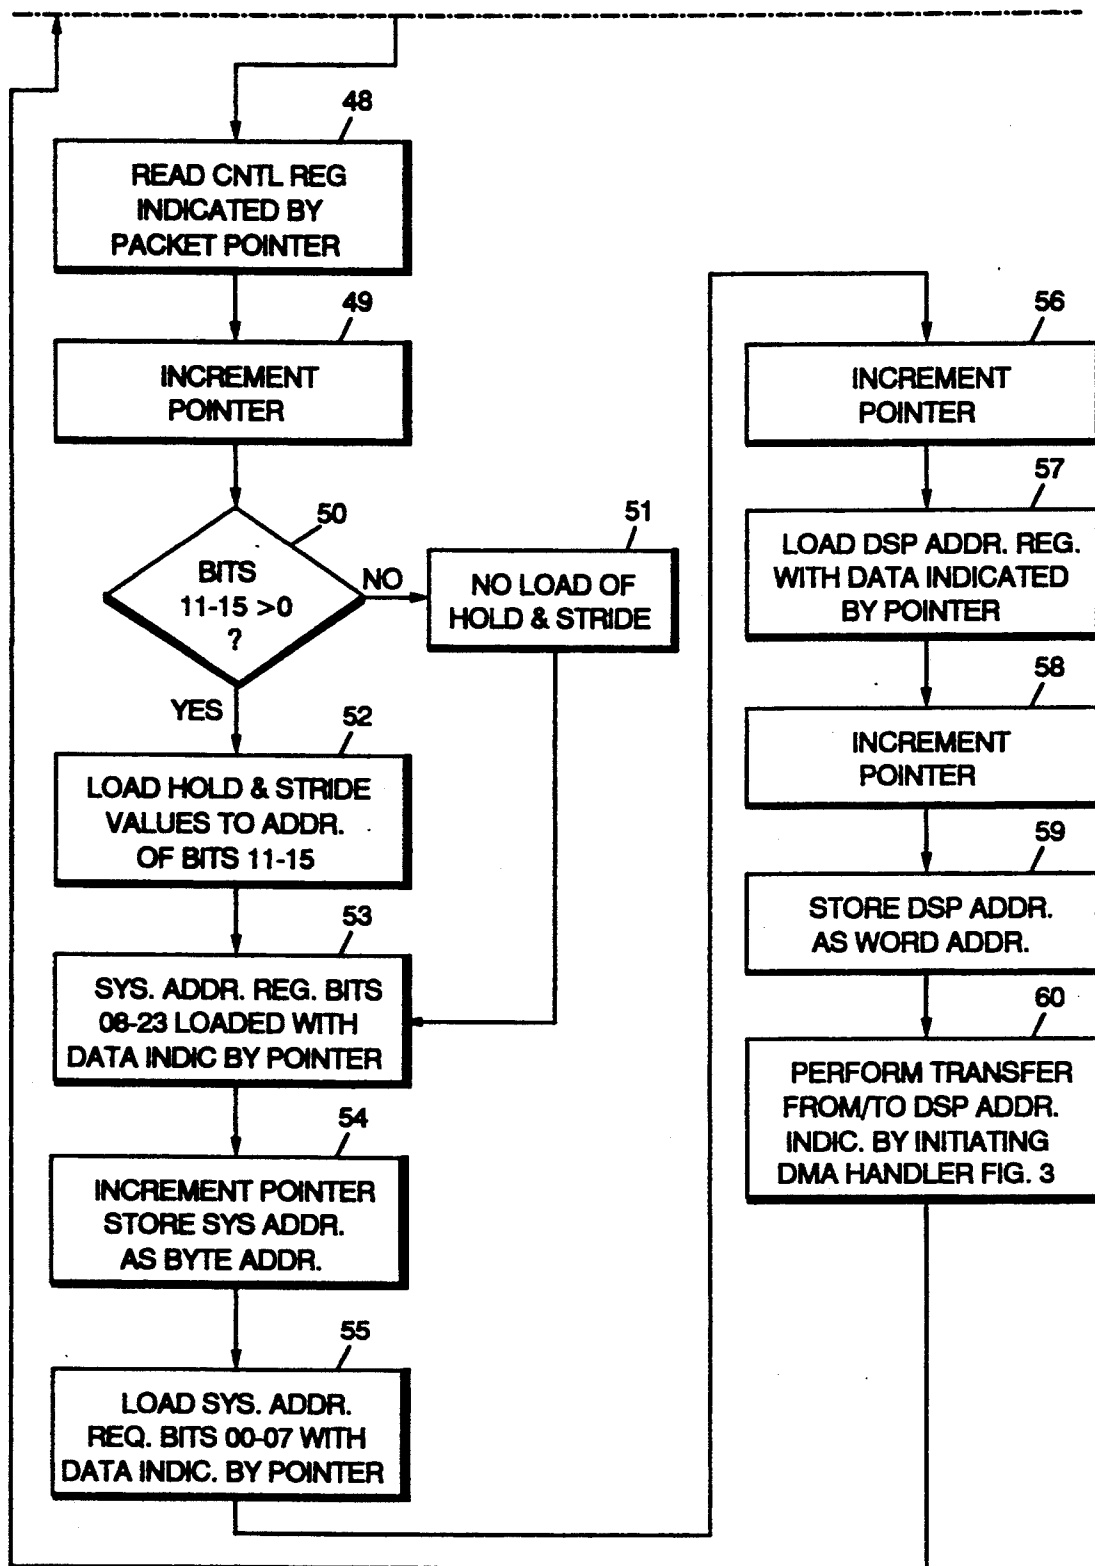 48
READ CNTL REG
INDICATED BY
PACKET POINTER
49
INCREMENT
POINTER
50
BITS
11-15 >0
?
NO
YES
51
NO LOAD OF
HOLD & STRIDE
52
LOAD HOLD & STRIDE
VALUES TO ADDR.
OF BITS 11-15
53
SYS. ADDR. REG. BITS
08-23 LOADED WITH
DATA INDIC BY POINTER
54
INCREMENT POINTER
STORE SYS ADDR.
AS BYTE ADDR.
55
LOAD SYS. ADDR.
REQ. BITS 00-07 WITH
DATA INDIC. BY POINTER
56
INCREMENT
POINTER
57
LOAD DSP ADDR. REG.
WITH DATA INDICATED
BY POINTER
58
INCREMENT
POINTER
59
STORE DSP ADDR.
AS WORD ADDR.
60
PERFORM TRANSFER
FROM/TO DSP ADDR.
INDIC. BY INITIATING
DMA HANDLER FIG. 3